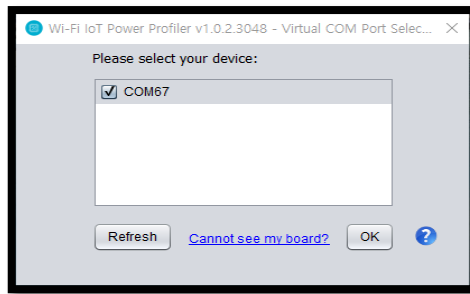 Wi-Fi IoT Power Profiler v1.0.2.3048 - Virtual COM Port Selec...
Please select your device:
COM67
Refresh Cannot see my board? OK ?